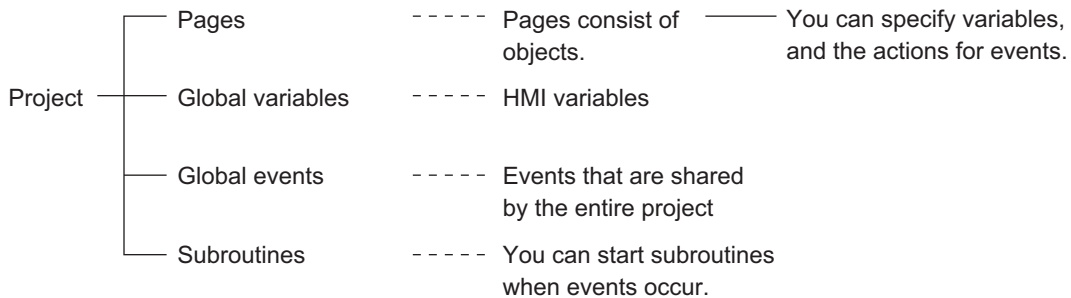 Pages
Pages consist of
objects.
You can specify variables,
and the actions for events.
Project
Global variables
HMI variables
Global events
Events that are shared
by the entire project
Subroutines
You can start subroutines
when events occur.